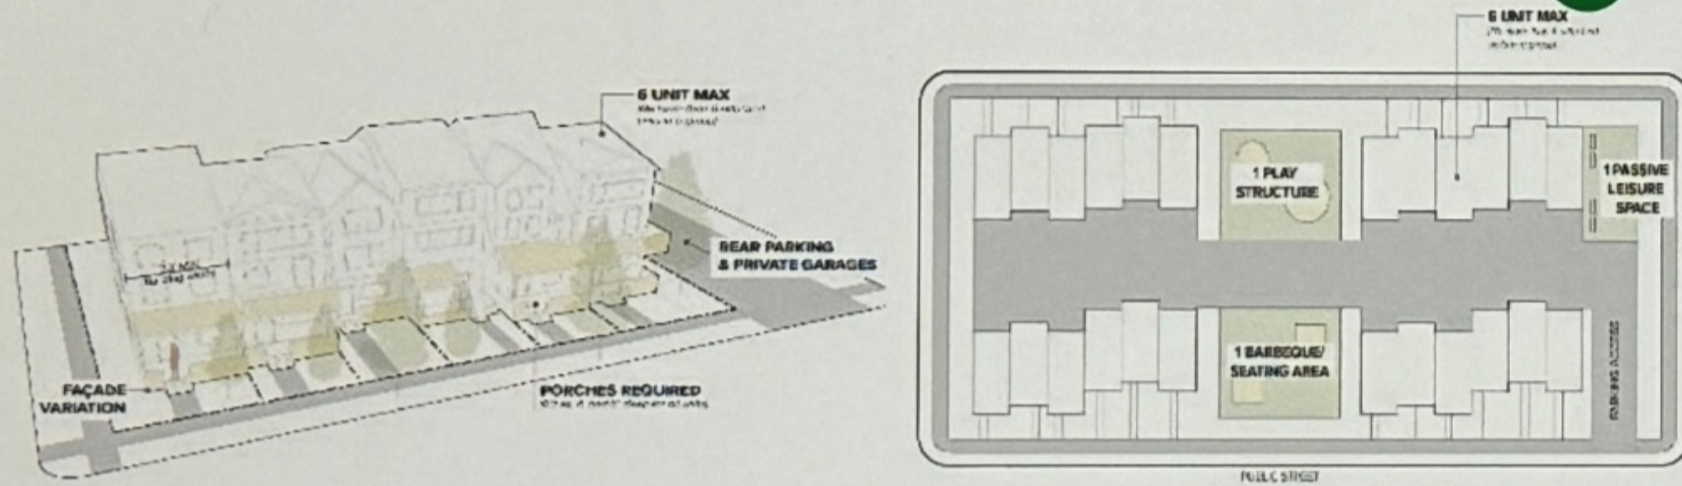 6 UNIT MAX
REAR PARKING
& PRIVATE GARAGES
FAÇADE
VARIATION
PORCHES REQUIRED
6 UNIT MAX
1 PLAY
STRUCTURE
1 PASSIVE
LEISURE
SPACE
1 BARBEQUE/
SEATING AREA
PARKING ACCESS
PUBLIC STREET